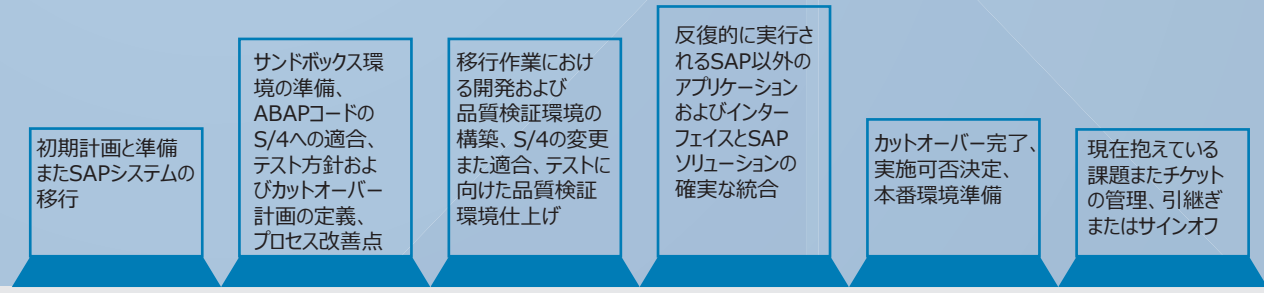 初期計画と準備
またSAPシステムの
移行
サンドボックス環
境の準備、
ABAPコードの
S/4への適合、
テスト方針およ
びカットオーバー
計画の定義、
プロセス改善点
移行作業におけ
る開発および
品質検証環境の
構築、S/4の変更
また適合、テストに
向けた品質検証
環境仕上げ
反復的に実行さ
れるSAP以外の
アプリケーション
およびインター
フェイスとSAP
ソリューションの
確実な統合
カットオーバー完了、
実施可否決定、
本番環境準備
現在抱えている
課題またチケット
の管理、引継ぎ
またはサインオフ